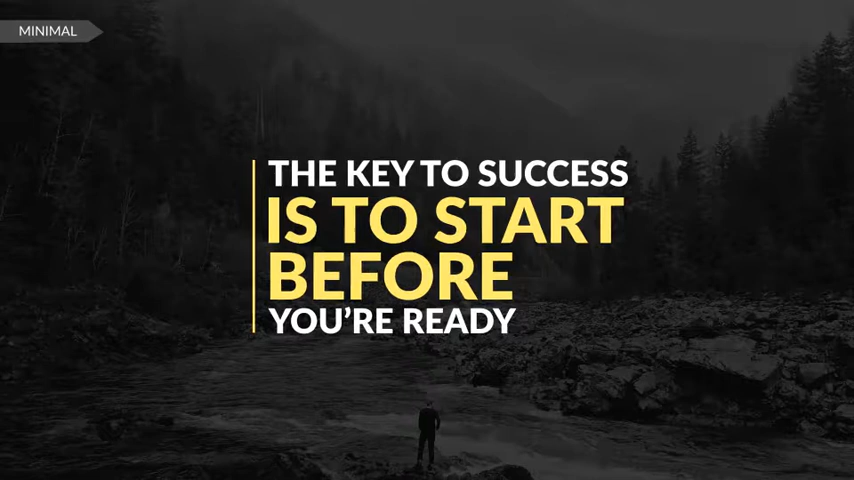 MINIMAL
THE KEY TO SUCCESS
IS TO START
BEFORE
YOU’RE READY